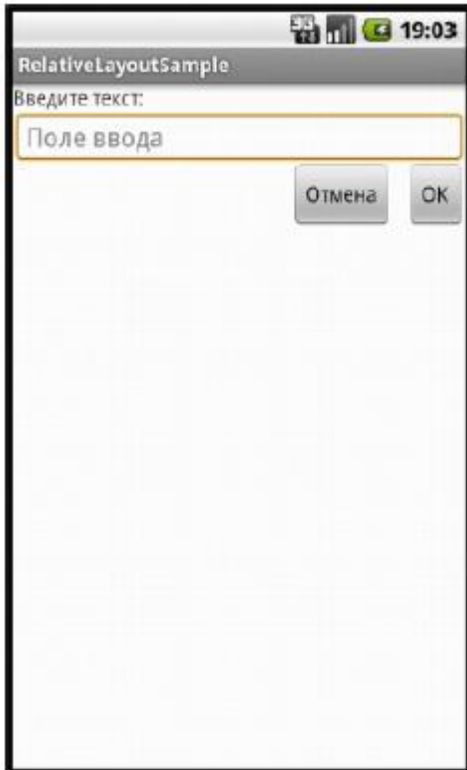 19:03
RelativeLayoutSample
Введите текст:
Поле ввода
Отмена OK